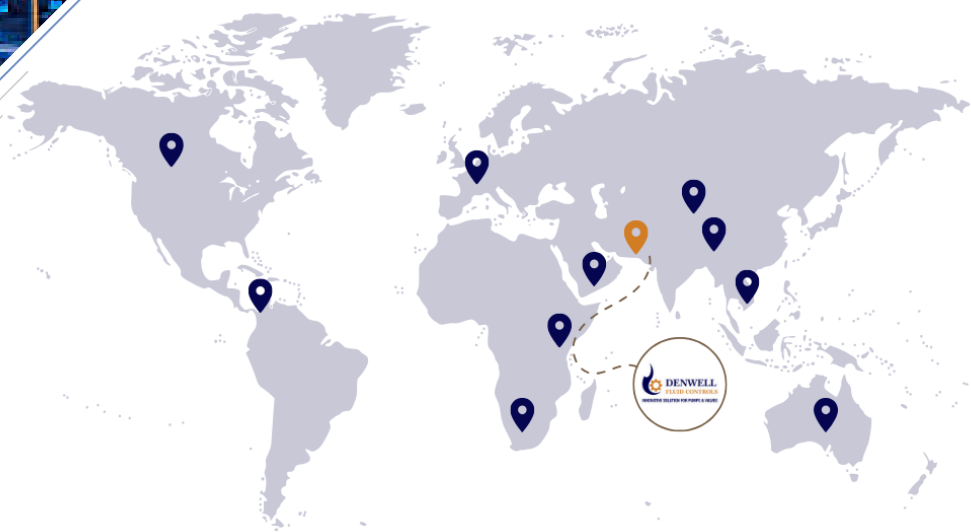 DENWELL
FLUID CONTROLS
INNOVATIVE SOLUTION FOR PUMPS & VALVES